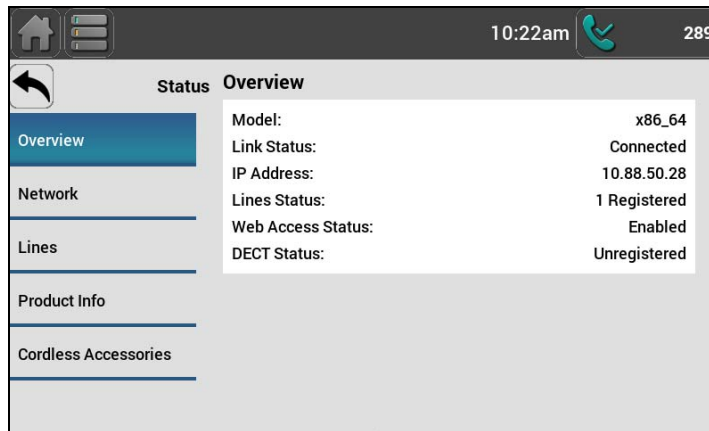 10:22am 289
Status Overview
Overview
Network
Lines
Product Info
Cordless Accessories
Model: x86_64
Link Status: Connected
IP Address: 10.88.50.28
Lines Status: 1 Registered
Web Access Status: Enabled
DECT Status: Unregistered